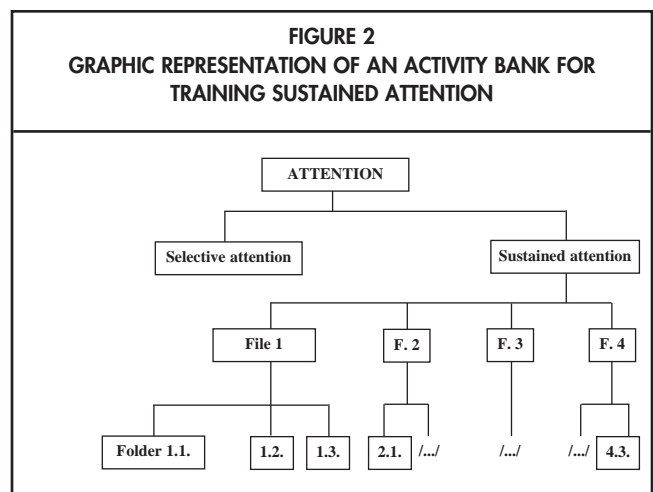 FIGURE 2
GRAPHIC REPRESENTATION OF AN ACTIVITY BANK FOR
TRAINING SUSTAINED ATTENTION
ATTENTION
Selective attention
Sustained attention
File 1
F. 2
F. 3
F. 4
Folder 1.1.
1.2.
1.3.
2.1.
/.../
/.../
/.../
4.3.